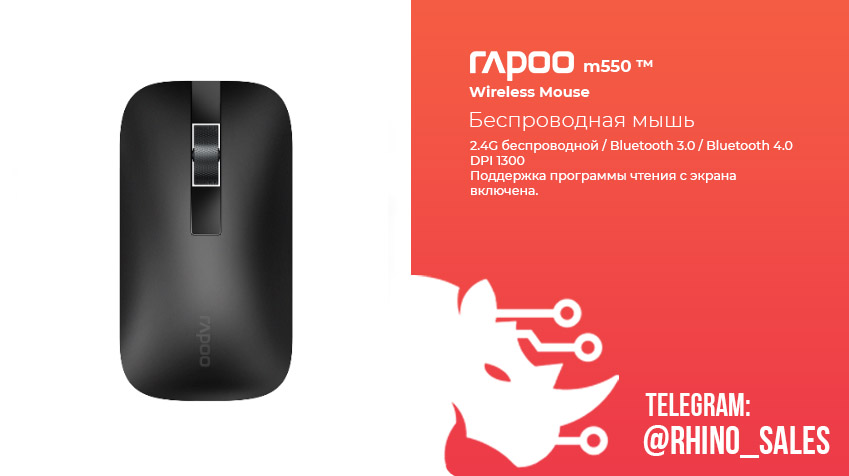 rapoo m550 ™
Wireless Mouse
Беспроводная мышь
2.4G беспроводной / Bluetooth 3.0 / Bluetooth 4.0
DPI 1300
Поддержка программы чтения с экрана
включена.
rapoo
TELEGRAM:
@RHINO_SALES